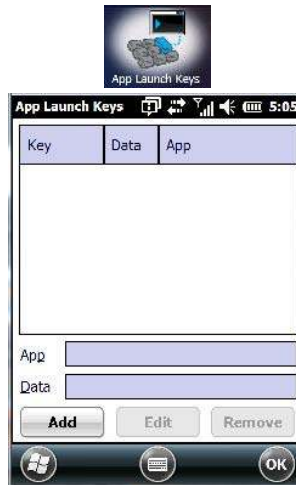 App Launch Keys
App Launch Keys 5:05
Key Data App
App
Data
Add Edit Remove
OK